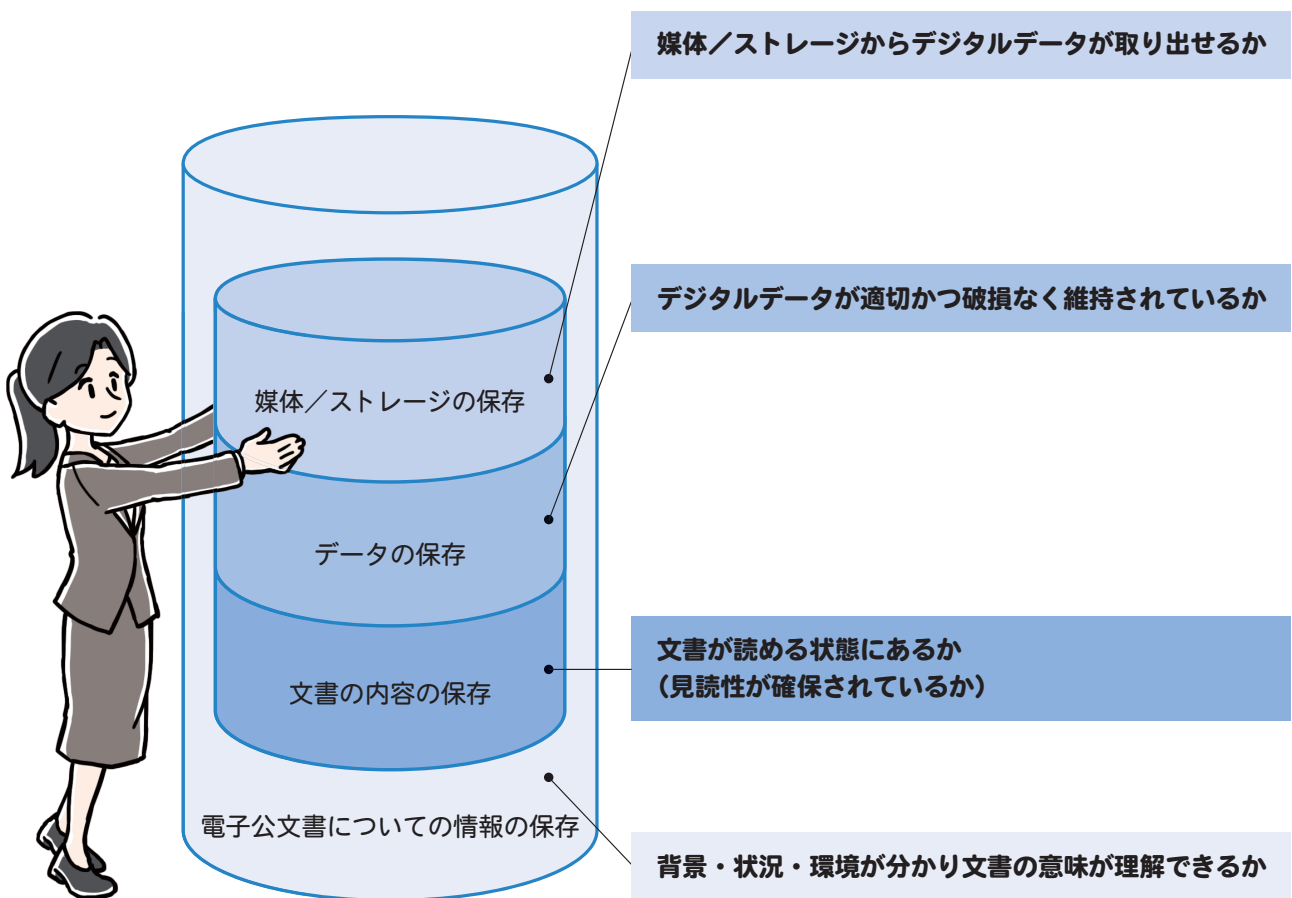 媒体／ストレージからデジタルデータが取り出せるか
デジタルデータが適切かつ破損なく維持されているか
媒体／ストレージの保存
データの保存
文書が読める状態にあるか
（見読性が確保されているか）
文書の内容の保存
電子公文書についての情報の保存
背景・状況・環境が分かり文書の意味が理解できるか